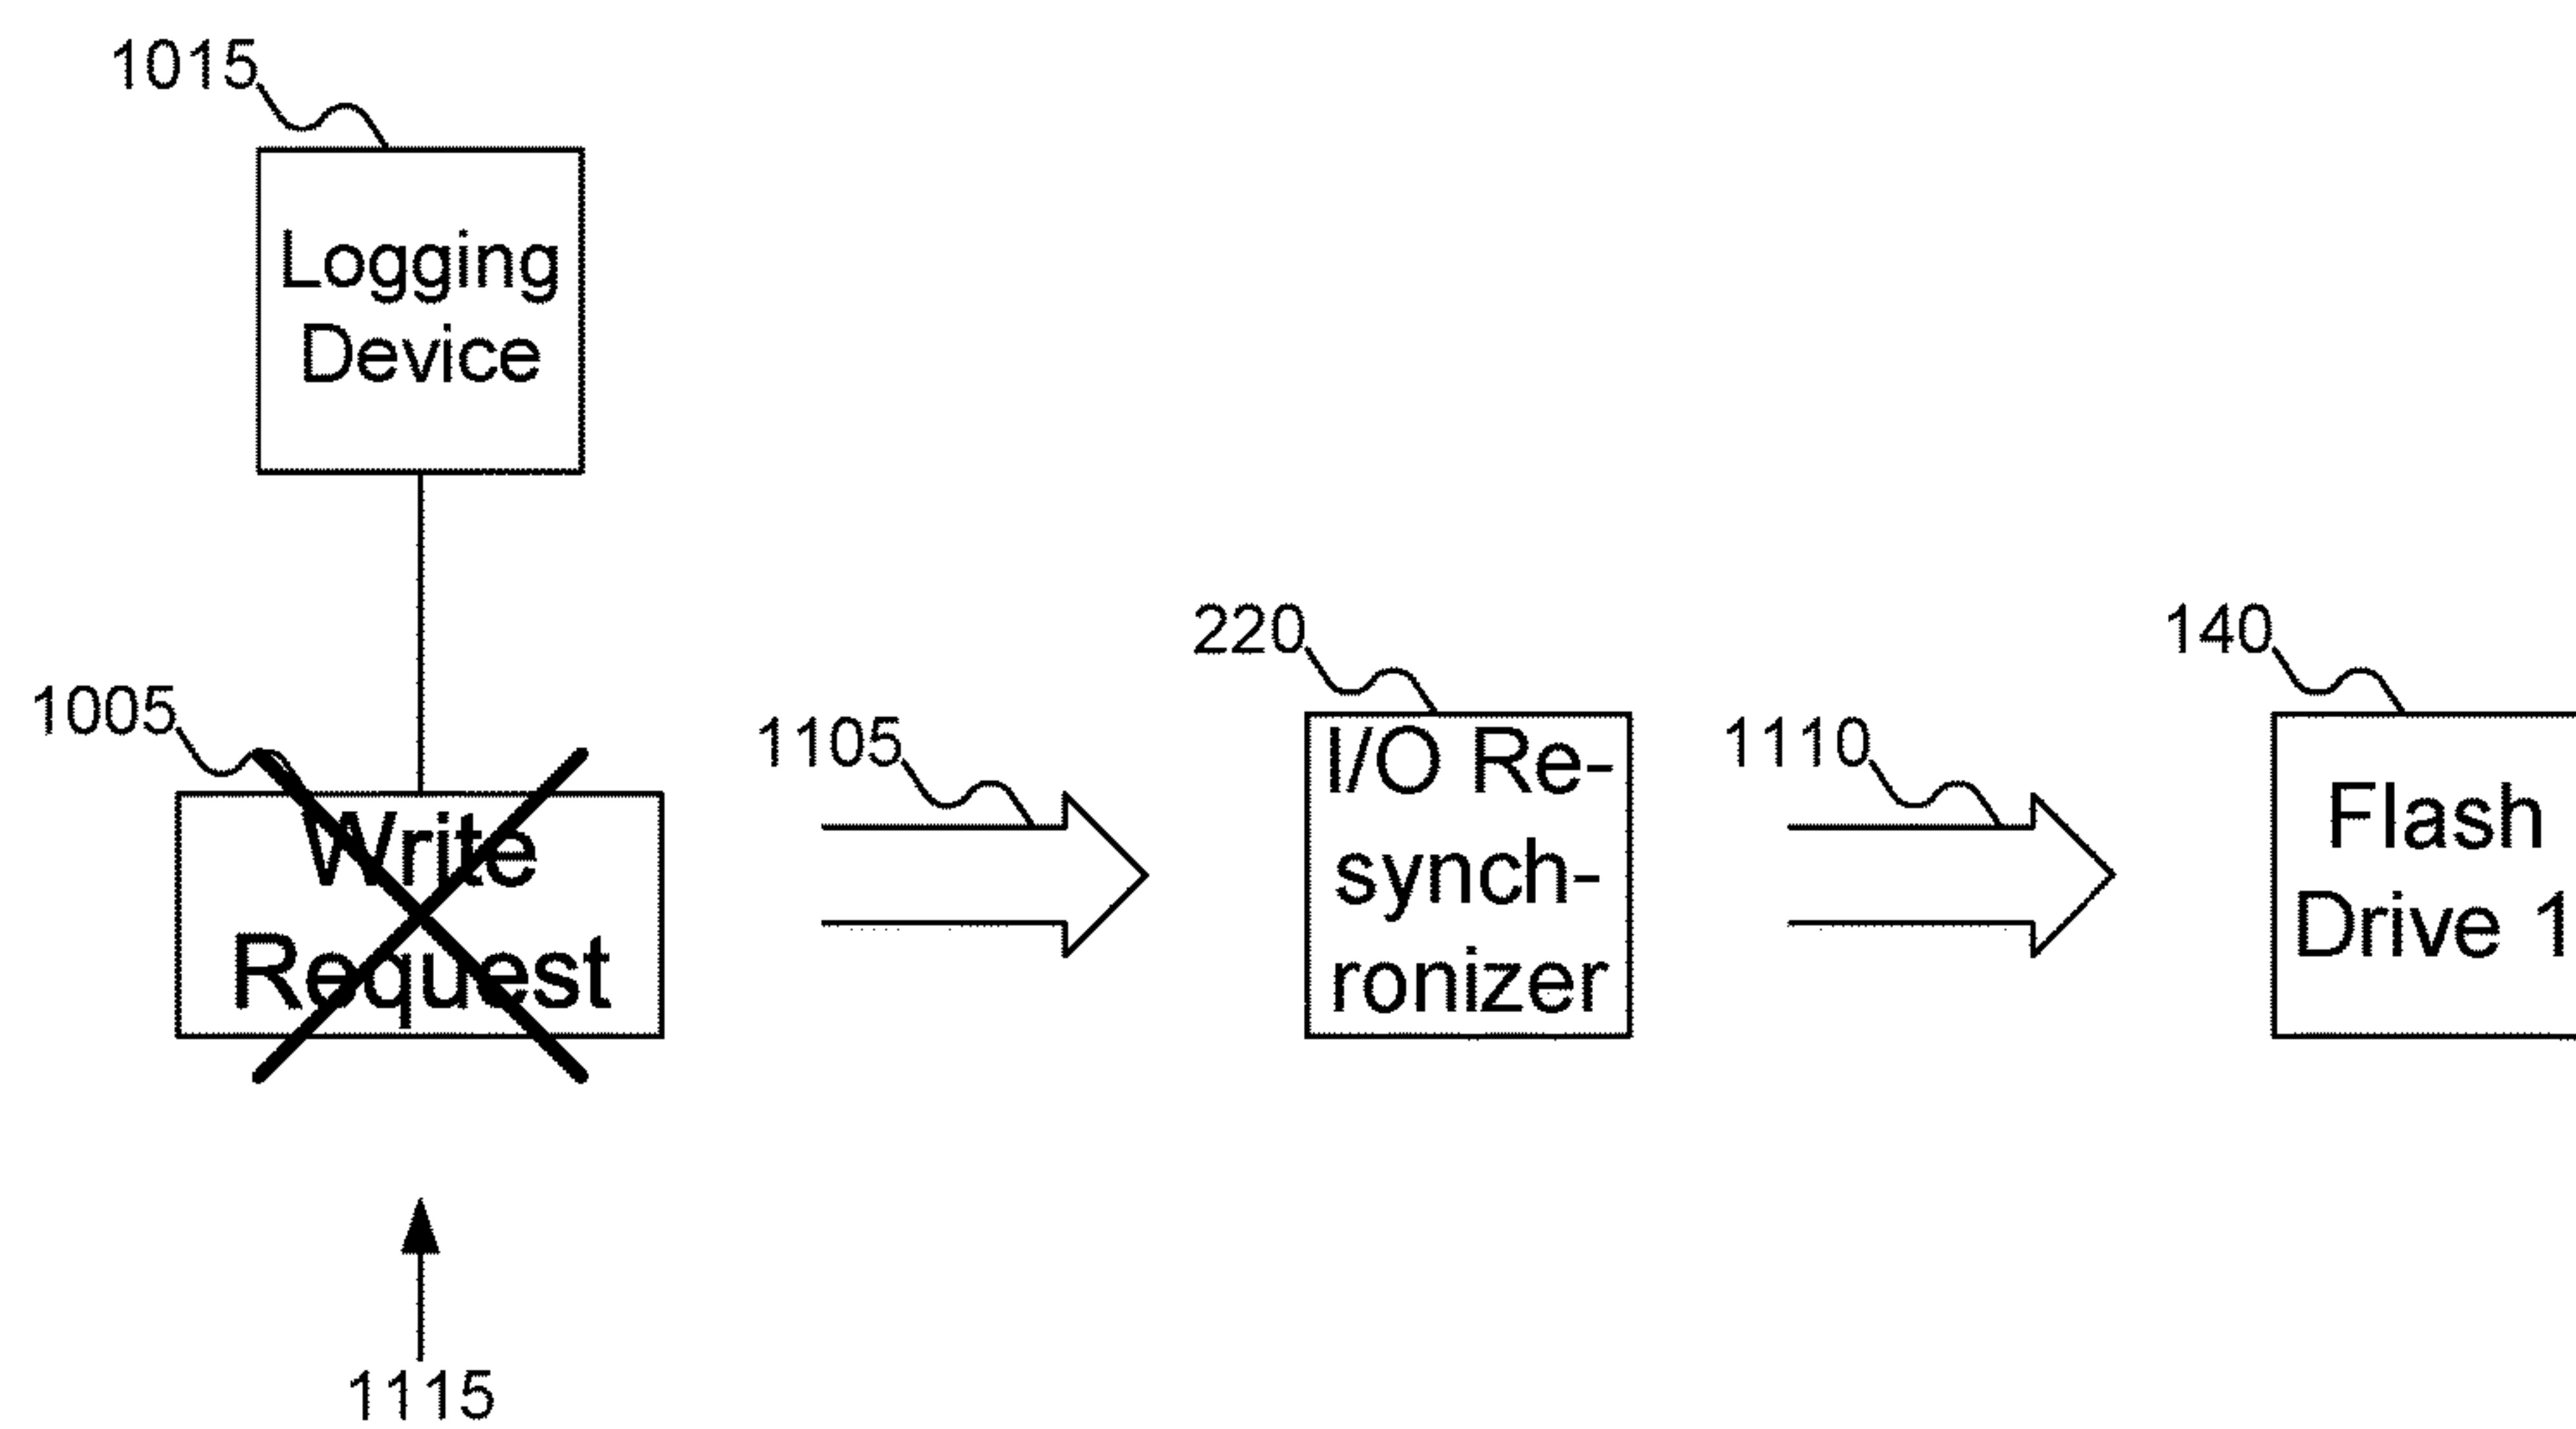 1015
Logging
Device
1005
Write
Request
1105
220
I/O Re-
synch-
ronizer
1110
140
Flash
Drive 1
1115